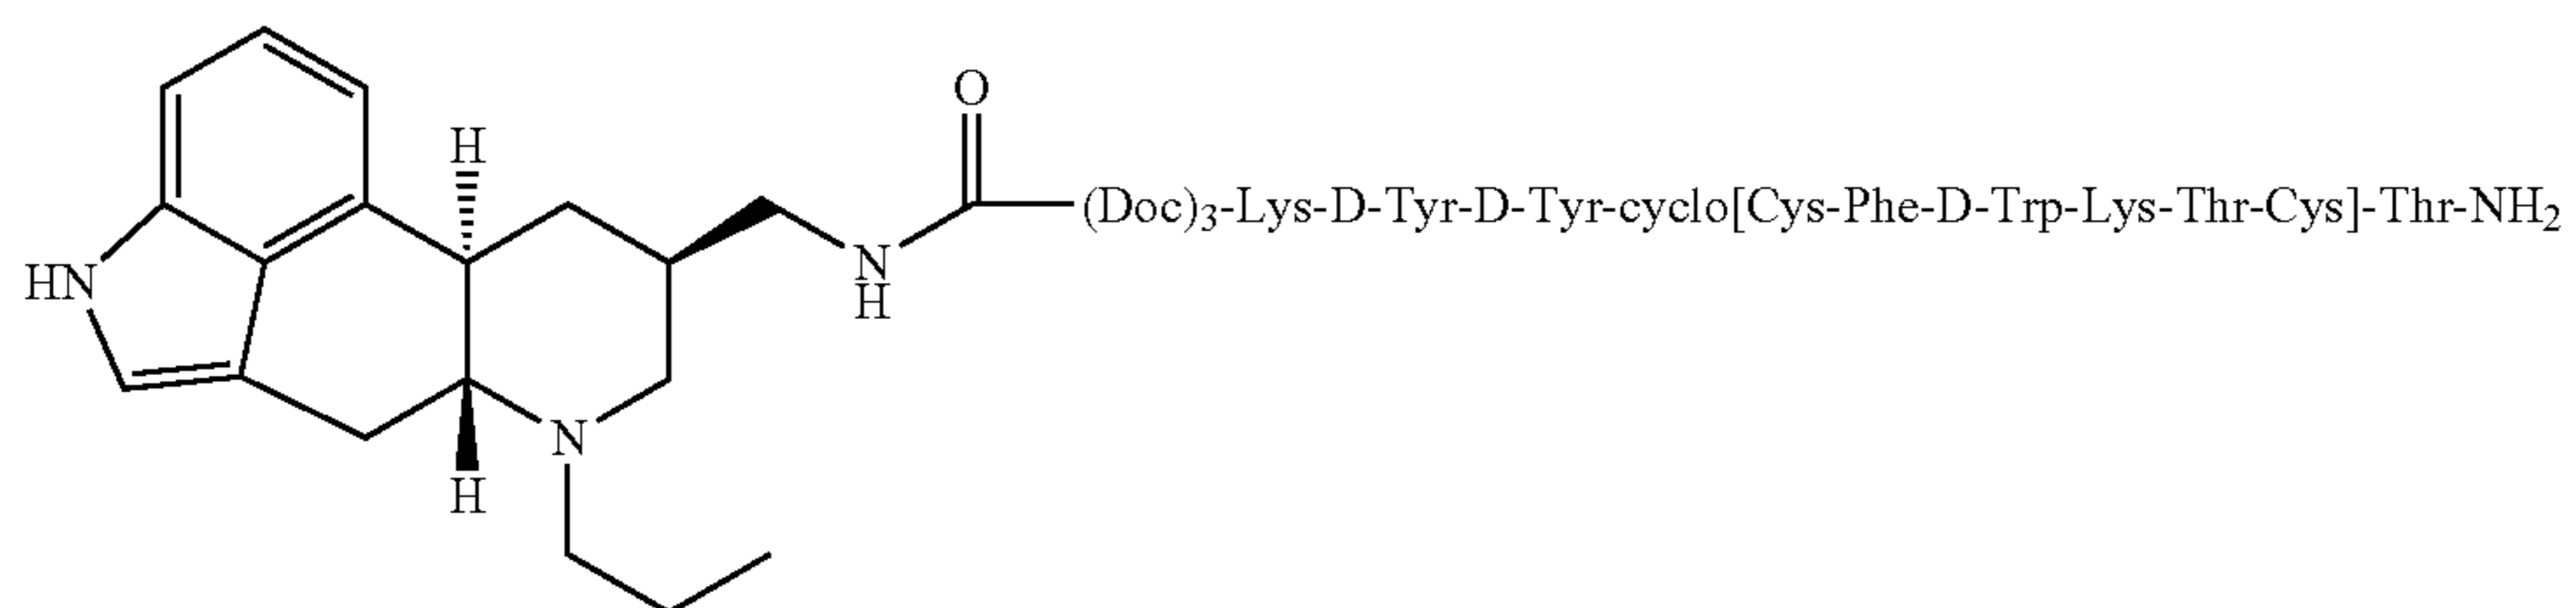 O
H
(Doc)3-Lys-D-Tyr-D-Tyr-cyclo[Cys-Phe-D-Trp-Lys-Thr-Cys]-Thr-NH2
HN
N
H
N
H